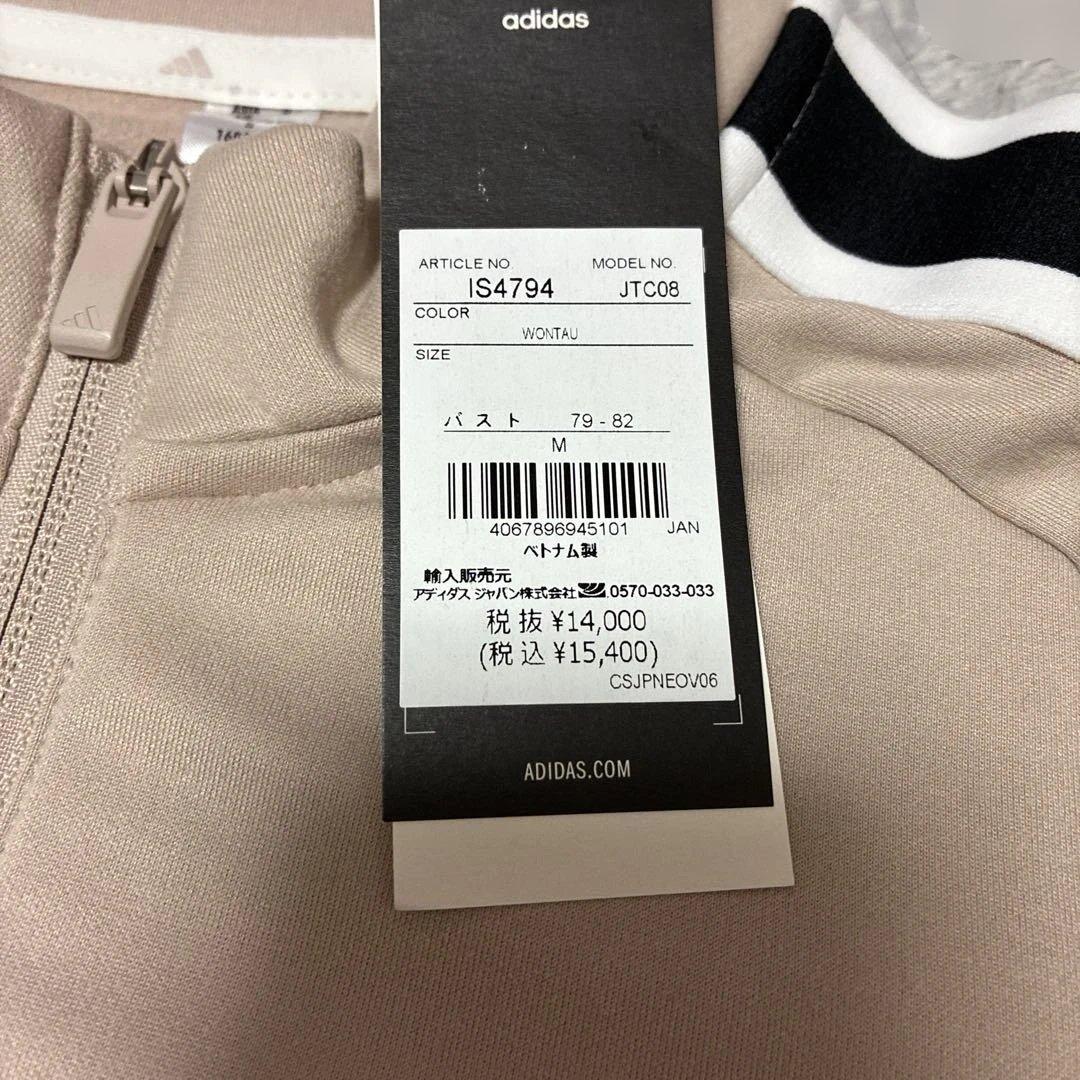 adidas
ARTICLE NO. MODEL NO.
IS4794 JTC08
COLOR
WONTAU
SIZE
バスト 79-82
M
4067896945101 JAN
ベトナム製
輸入販売元
アディダス ジャパン株式会社 0570-033-033
税抜 ¥14,000
(税込 ¥15,400)
CSJPNEOV06
ADIDAS.COM